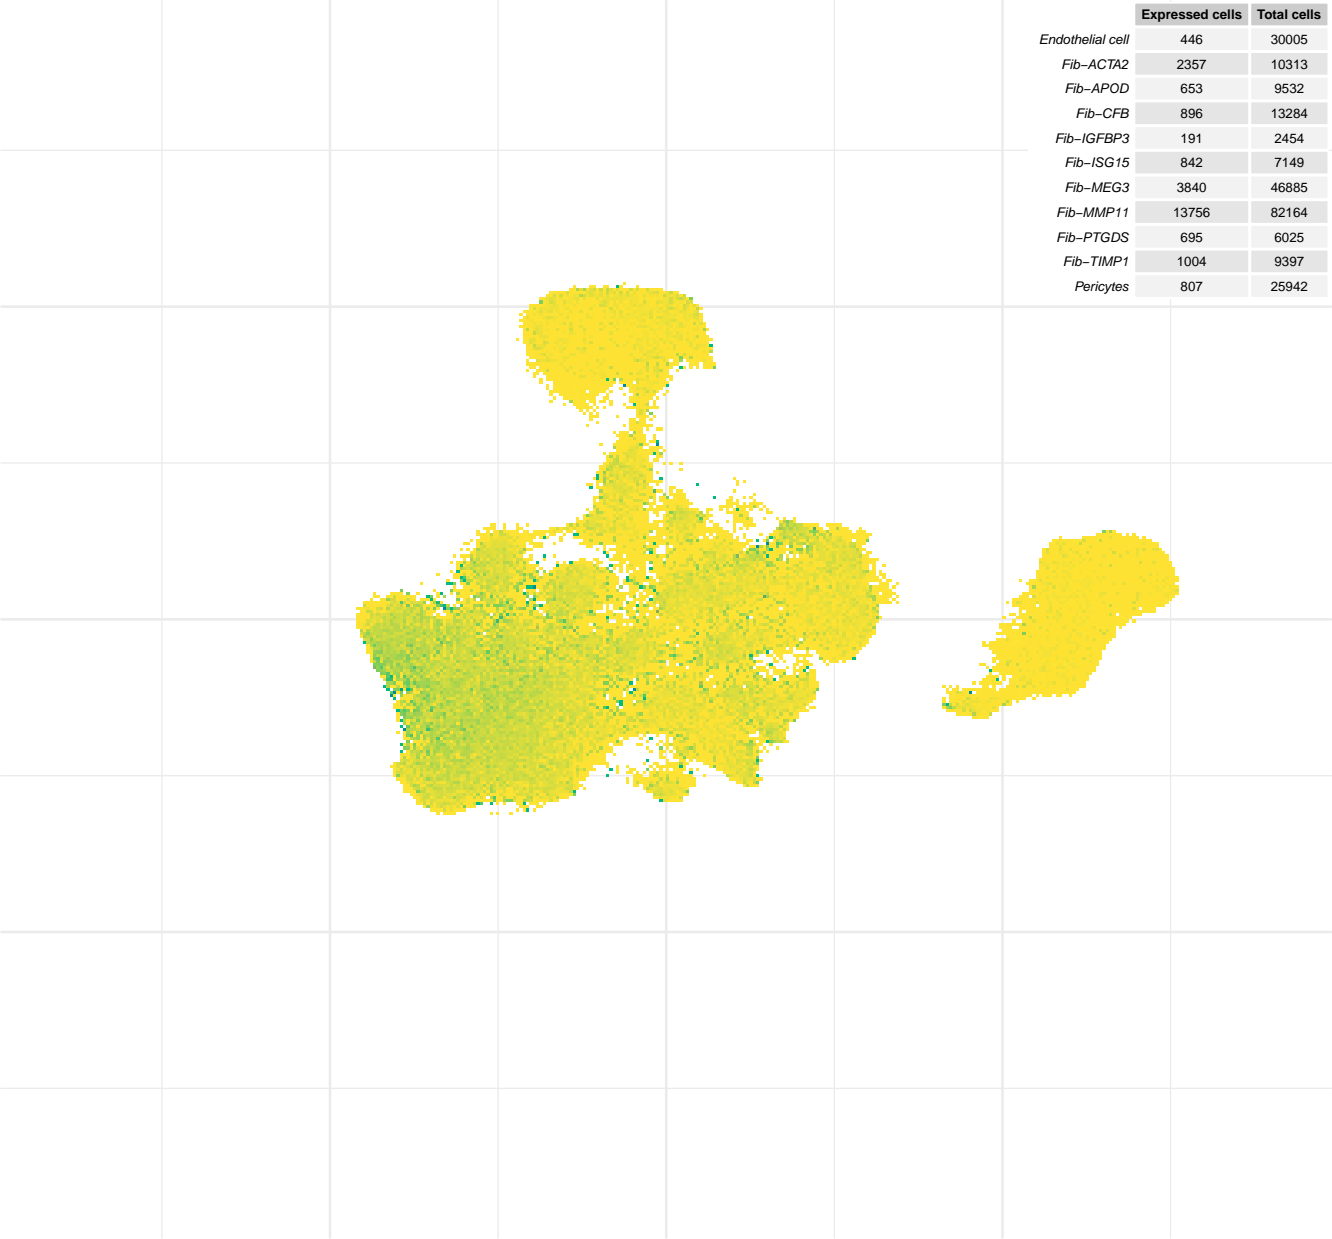 Expressed cells Total cells
Endothelial cell 446 30005
Fib−ACTA2 2357 10313
Fib−APOD 653 9532
Fib−CFB 896 13284
Fib−IGFBP3 191 2454
Fib−ISG15 842 7149
Fib−MEG3 3840 46885
Fib−MMP11 13756 82164
Fib−PTGDS 695 6025
Fib−TIMP1 1004 9397
Pericytes 807 25942